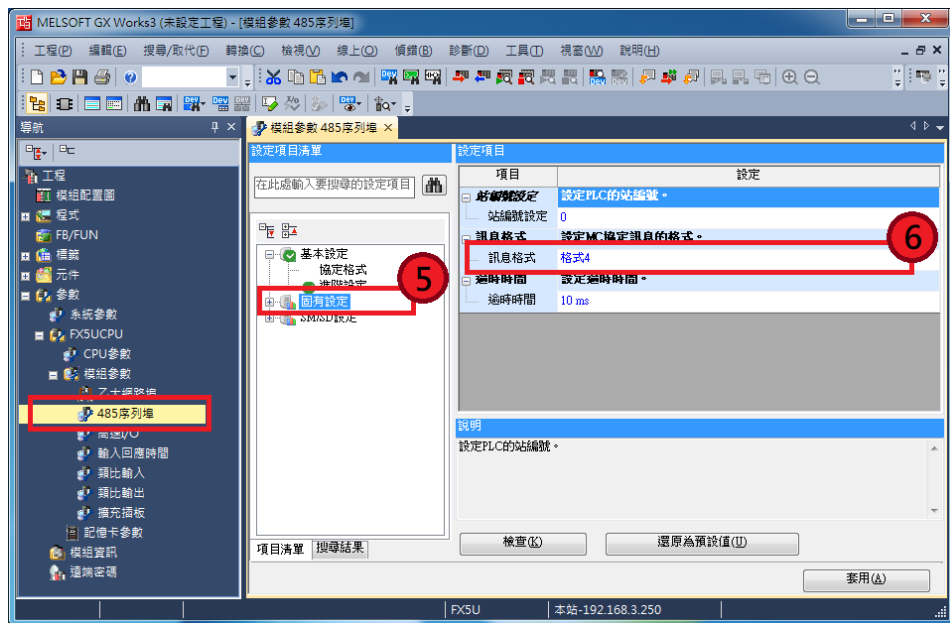 MELSOFT GX Works3 (未設定工程) - [模組參數 485序列埠]
工程(P) 編輯(E) 搜尋/取代(F) 轉換(C) 檢視(V) 線上(O) 偵錯(B) 診斷(D) 工具(T) 視窗(W) 說明(H)
導航
模組參數 485序列埠
工程
模組配置圖
程式
FB/FUN
標籤
元件
參數
系統參數
FX5UCPU
CPU參數
模組參數
乙太網路埠
485序列埠
高速I/O
輸入回應時間
類比輸入
類比輸出
擴充插板
記憶卡參數
模組資訊
遠端密碼
設定項目清單
在此處輸入要搜尋的設定項目
基本設定
協定格式
進階設定
5
固有設定
SM/SD設定
項目清單 搜尋結果
設定項目
項目 設定
站編號設定 設定PLC的站編號。
站編號設定 0
訊息格式 設定MC協定訊息的格式。
6
訊息格式 格式4
逾時時間 設定逾時時間。
逾時時間 10 ms
說明
設定PLC的站編號。
檢查(K) 還原為預設值(U)
套用(A)
FX5U 本站-192.168.3.250